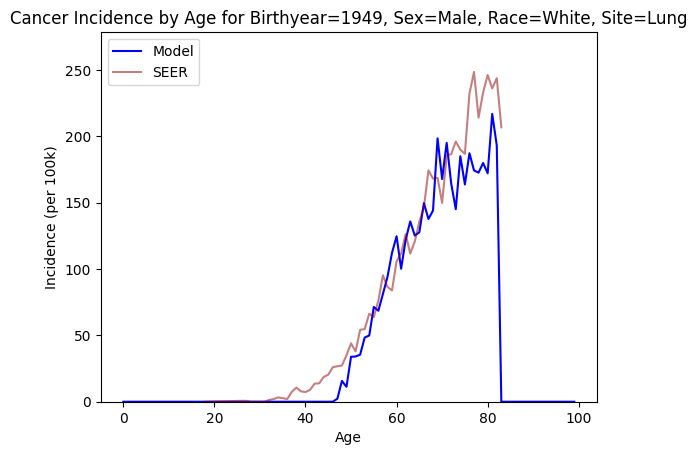 Cancer Incidence by Age for Birthyear=1949, Sex=Male, Race=White, Site=Lung
Model
SEER
250
200
150
100
50
0
Incidence (per 100k)
0 20 40 60 80 100
Age